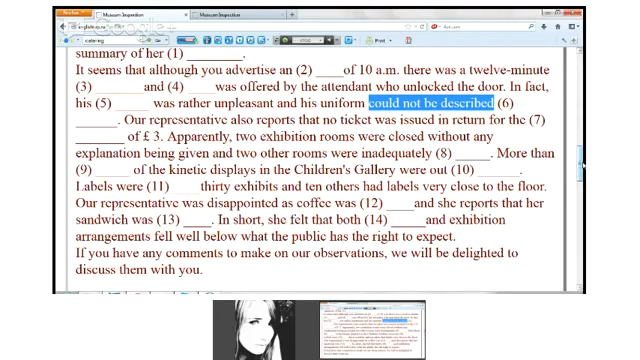 Museum Inspection
Museum Inspection
catering
Print
summary of her (1) ________.
It seems that although you advertise an (2) ____of 10 a.m. there was a twelve-minute
(3) ______and (4) ____was offered by the attendant who unlocked the door. In fact,
his (5) _____ was rather unpleasant and his uniform could not be described (6)
______. Our representative also reports that no ticket was issued in return for the (7)
_______ of £ 3. Apparently, two exhibition rooms were closed without any
explanation being given and two other rooms were inadequately (8) _____. More than
(9) _____ of the kinetic displays in the Children's Gallery were out (10) ______.
Labels were (11) ____thirty exhibits and ten others had labels very close to the floor.
Our representative was disappointed as coffee was (12) ____and she reports that her
sandwich was (13) ____. In short, she felt that both (14) _____and exhibition
arrangements fell well below what the public has the right to expect.
If you have any comments to make on our observations, we will be delighted to
discuss them with you.